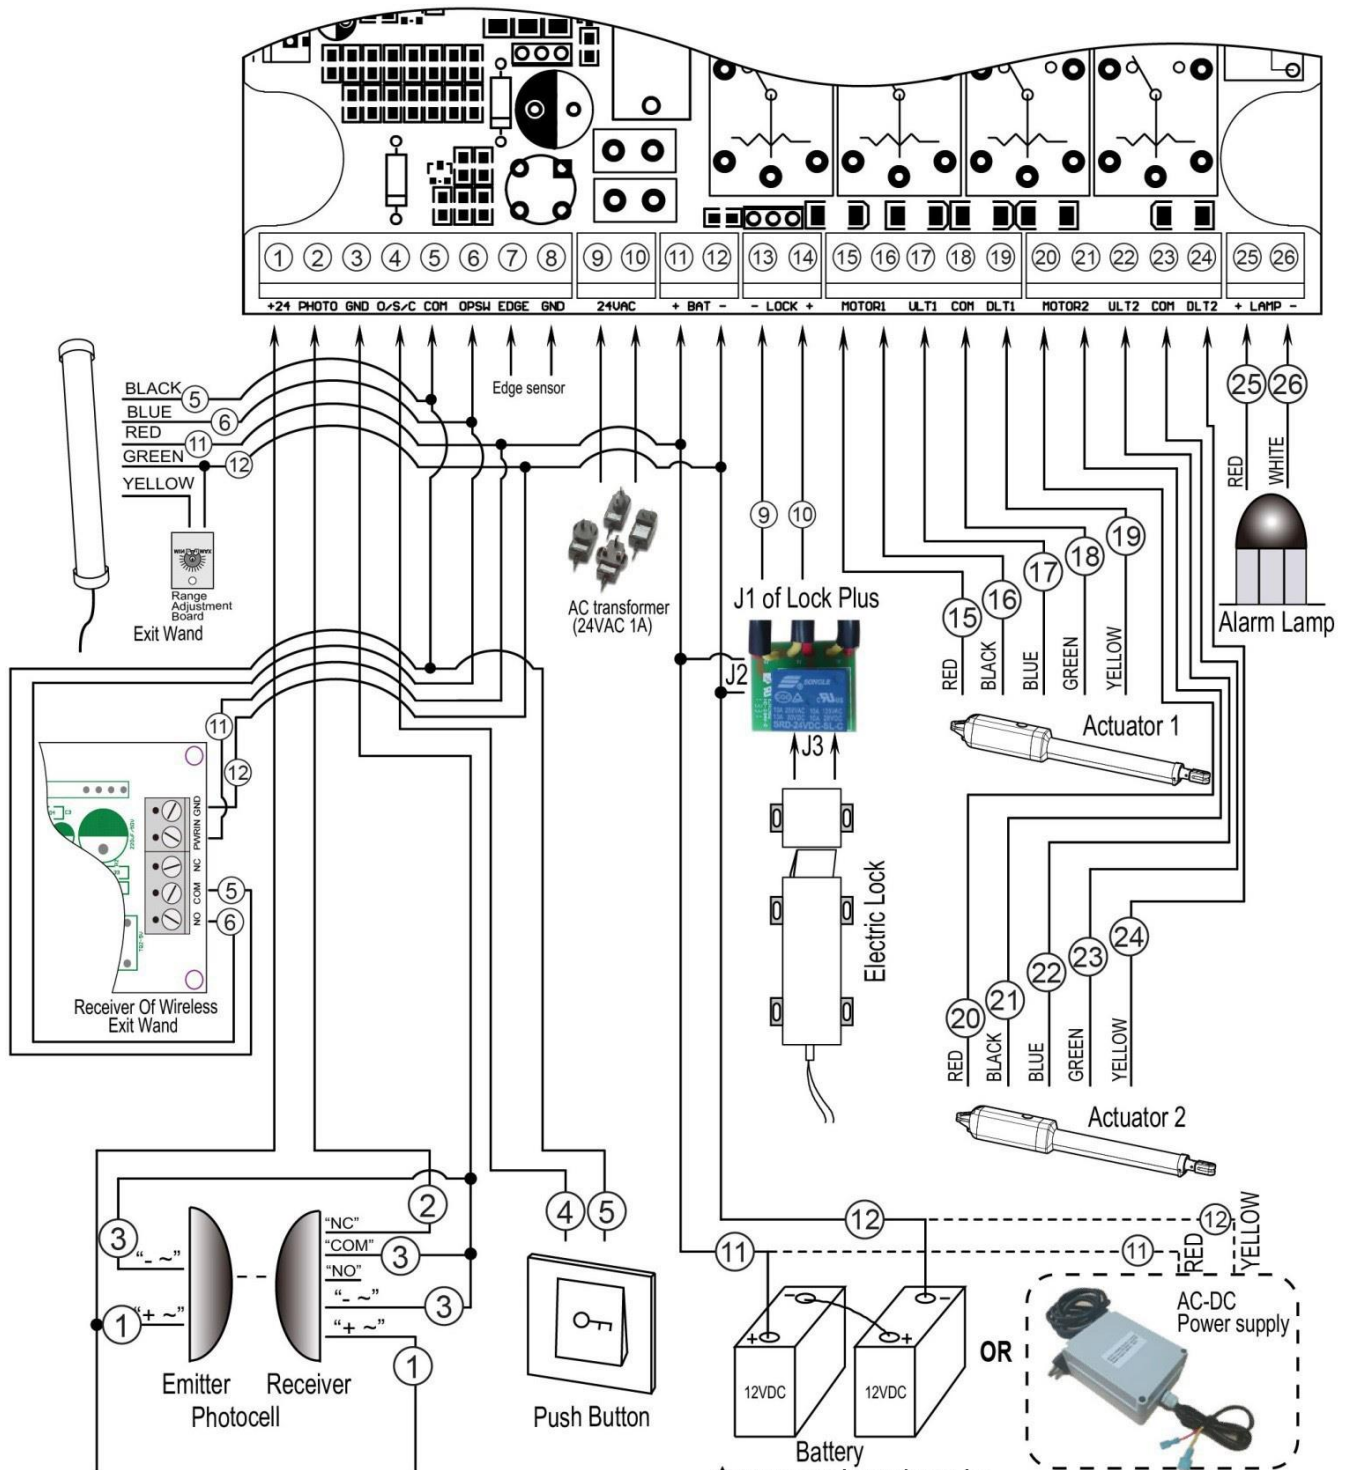 1 2 3 4 5 6 7 8 9 10 11 12 13 14 15 16 17 18 19 20 21 22 23 24 25 26
+24 PHOTO GND O/S/C COM OPSW EDGE GND 24VAC + BAT - - LOCK + MOTOR1 ULT1 COM DLT1 MOTOR2 ULT2 COM DLT2 + LAMP -
BLACK 5
BLUE 6
RED 11
GREEN 12
YELLOW
Edge sensor
Range
Adjustment
Board
Exit Wand
AC transformer
(24VAC 1A)
9 10
J1 of Lock Plus
J2
SONGLE
SRD-24VDC-SL-C
J3
Electric Lock
15 16 17 18 19
RED BLACK BLUE GREEN YELLOW
Actuator 1
25 26
RED WHITE
Alarm Lamp
11
12
GND
PWRIN
NC
COM 5
NO 6
Receiver Of Wireless
Exit Wand
20 21 22 23 24
RED BLACK BLUE GREEN YELLOW
Actuator 2
3
"- ~"
1 "+ ~"
2
"NC"
"COM" 3
"NO"
"- ~" 3
"+ ~"
1
Emitter Receiver
Photocell
4 5
Push Button
12 12
11 11
RED YELLOW
- -
+ +
12VDC 12VDC
Battery
OR
AC-DC
Power supply